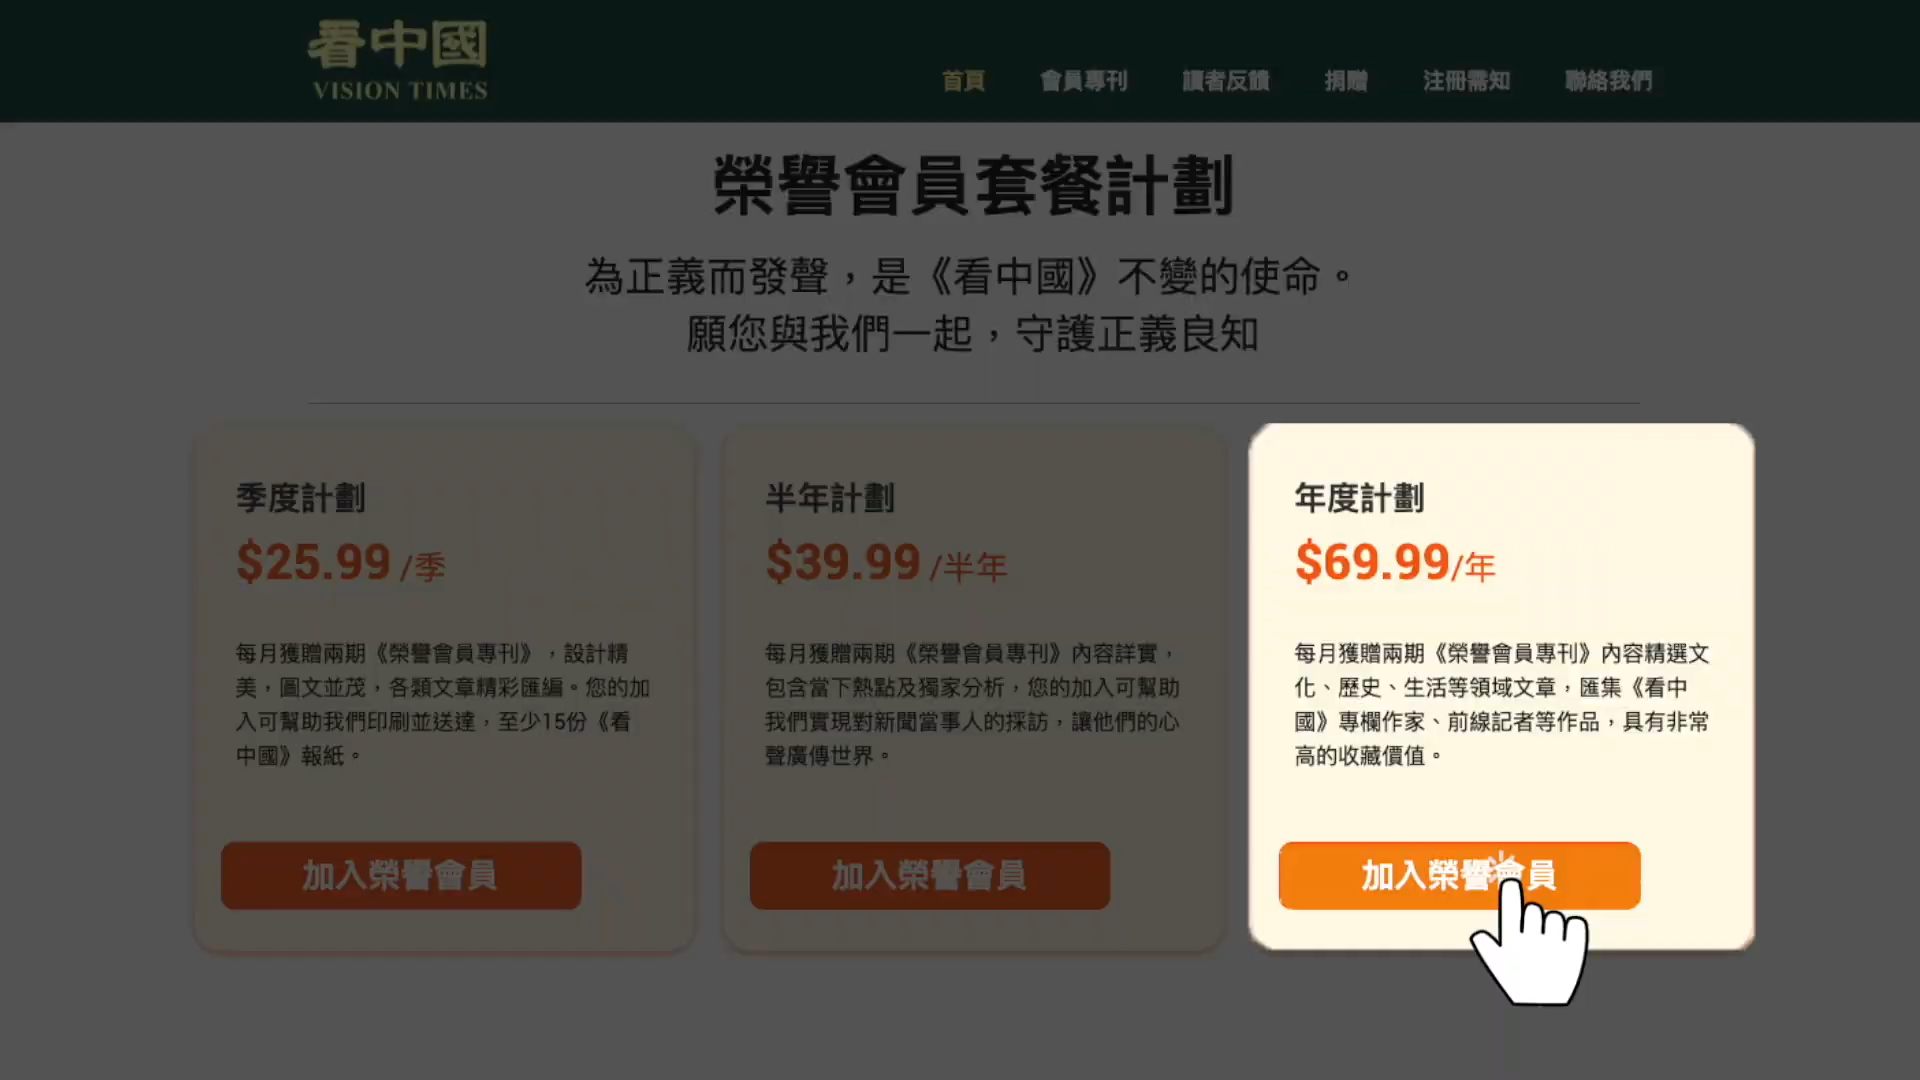 看中國
VISION TIMES
首頁 會員專刊 讀者反饋 捐贈 注冊需知 聯絡我們
榮譽會員套餐計劃
為正義而發聲，是《看中國》不變的使命。
願您與我們一起，守護正義良知
季度計劃
$25.99 /季
每月獲贈兩期《榮譽會員專刊》，設計精
美，圖文並茂，各類文章精彩匯編。您的加
入可幫助我們印刷並送達，至少15份《看
中國》報紙。
加入榮譽會員
半年計劃
$39.99 /半年
每月獲贈兩期《榮譽會員專刊》內容詳實，
包含當下熱點及獨家分析，您的加入可幫助
我們實現對新聞當事人的採訪，讓他們的心
聲廣傳世界。
加入榮譽會員
年度計劃
$69.99/年
每月獲贈兩期《榮譽會員專刊》內容精選文
化、歷史、生活等領域文章，匯集《看中
國》專欄作家、前線記者等作品，具有非常
高的收藏價值。
加入榮譽會員